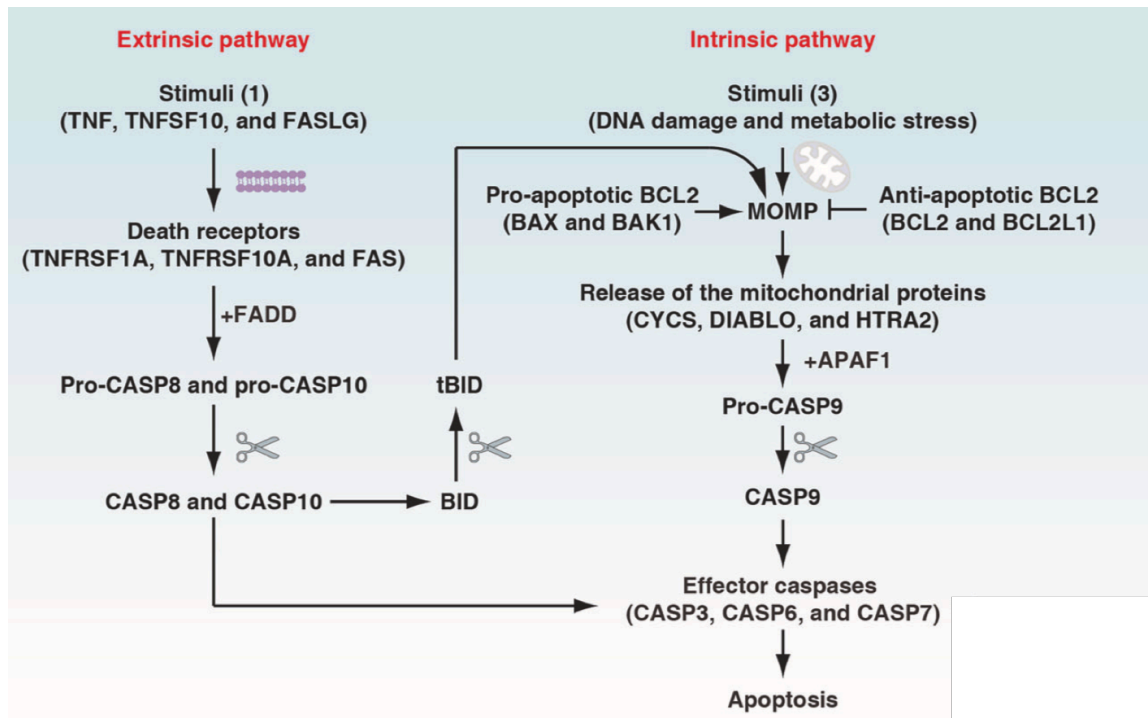 Extrinsic pathway
Stimuli (1)
(TNF, TNFSF10, and FASLG)
Death receptors
(TNFRSF1A, TNFRSF10A, and FAS)
+FADD
Pro-CASP8 and pro-CASP10
CASP8 and CASP10
BID
tBID
Intrinsic pathway
Stimuli (3)
(DNA damage and metabolic stress)
Pro-apoptotic BCL2
(BAX and BAK1)
MOMP
Anti-apoptotic BCL2
(BCL2 and BCL2L1)
Release of the mitochondrial proteins
(CYCS, DIABLO, and HTRA2)
+APAF1
Pro-CASP9
CASP9
Effector caspases
(CASP3, CASP6, and CASP7)
Apoptosis